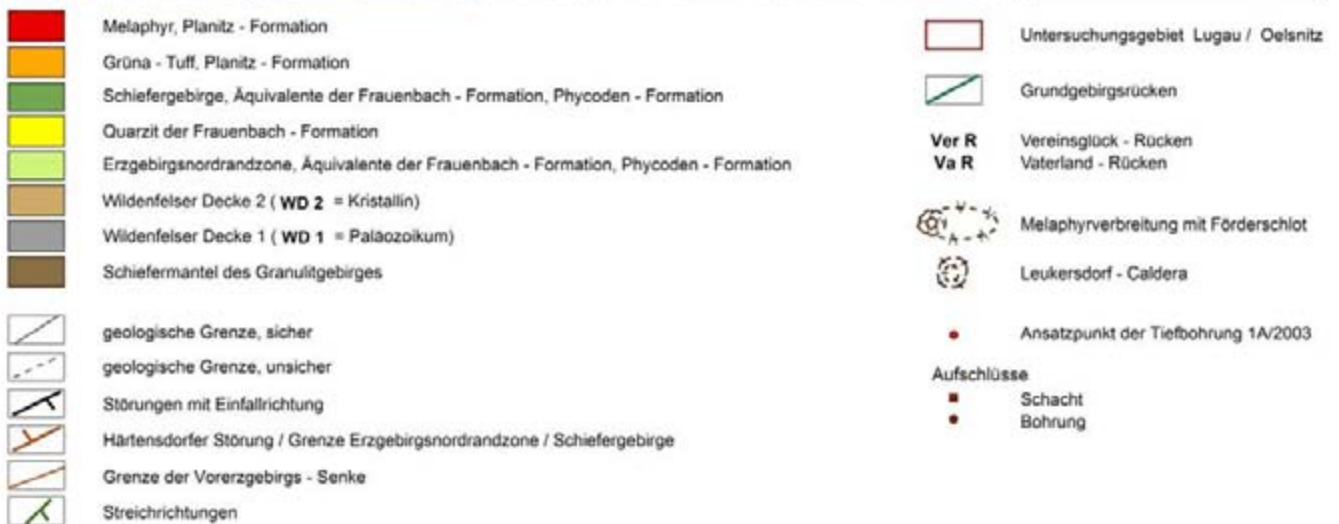 Melaphyr, Planitz - Formation
Grüna - Tuff, Planitz - Formation
Schiefergebirge, Äquivalente der Frauenbach - Formation, Phycoden - Formation
Quarzit der Frauenbach - Formation
Erzgebirgsnordrandzone, Äquivalente der Frauenbach - Formation, Phycoden - Formation
Wildenfelser Decke 2 ( WD 2 = Kristallin)
Wildenfelser Decke 1 ( WD 1 = Paläozoikum)
Schiefermantel des Granulitgebirges
geologische Grenze, sicher
geologische Grenze, unsicher
Störungen mit Einfallrichtung
Härtensdorfer Störung / Grenze Erzgebirgsnordrandzone / Schiefergebirge
Grenze der Vorerzgebirgs - Senke
Streichrichtungen
Untersuchungsgebiet Lugau / Oelsnitz
Grundgebirgsrücken
Ver R Vereinsglück - Rücken
Va R Vaterland - Rücken
Melaphyrverbreitung mit Förderschlot
Leukersdorf - Caldera
Ansatzpunkt der Tiefbohrung 1A/2003
Aufschlüsse
Schacht
Bohrung